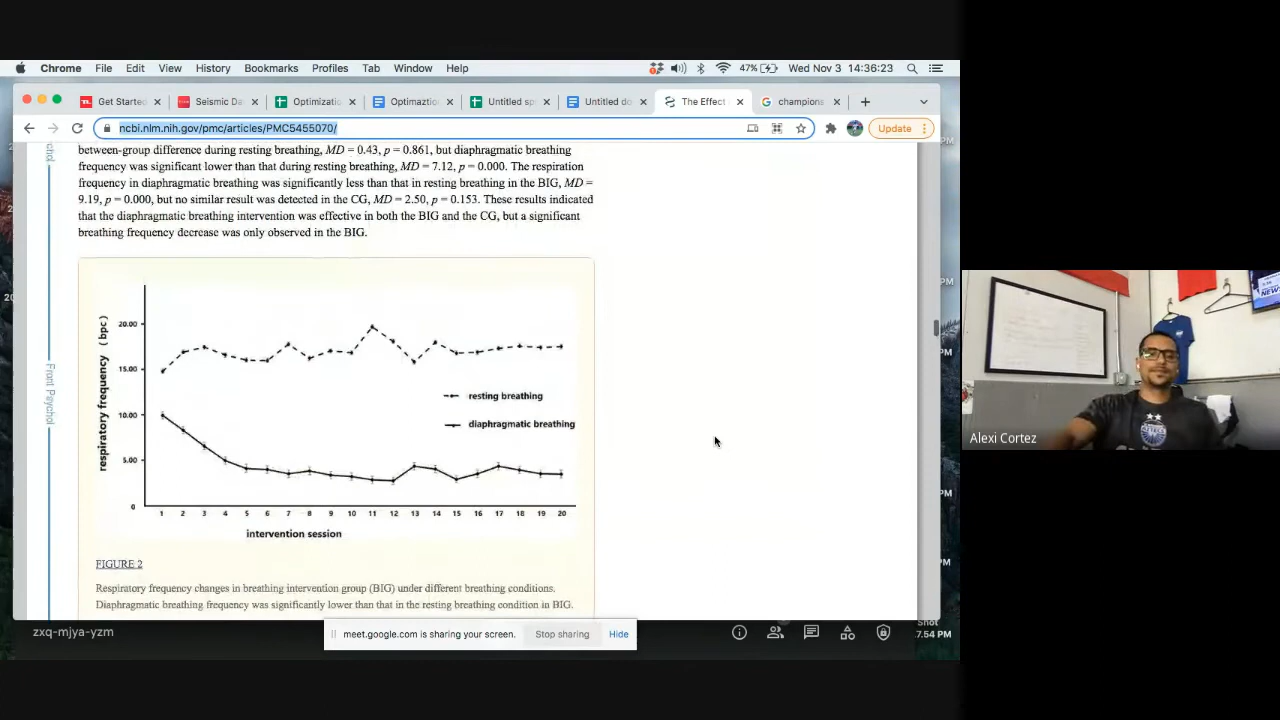 Chrome File Edit View History Bookmarks Profiles Tab Window Help 47% Wed Nov 3 14:36:23
Get Started Seismic Da Optimizatio Optimaztion Untitled sp Untitled do The Effect champions
ncbi.nlm.nih.gov/pmc/articles/PMC5455070/ Update
between-group difference during resting breathing, MD = 0.43, p = 0.861, but diaphragmatic breathing
frequency was significant lower than that during resting breathing, MD = 7.12, p = 0.000. The respiration
frequency in diaphragmatic breathing was significantly less than that in resting breathing in the BIG, MD =
9.19, p = 0.000, but no similar result was detected in the CG, MD = 2.50, p = 0.153. These results indicated
that the diaphragmatic breathing intervention was effective in both the BIG and the CG, but a significant
breathing frequency decrease was only observed in the BIG.
Front Psychol
respiratory frequency (bpc)
20.00
15.00
10.00
5.00
0
resting breathing
diaphragmatic breathing
1 2 3 4 5 6 7 8 9 10 11 12 13 14 15 16 17 18 19 20
intervention session
FIGURE 2
Respiratory frequency changes in breathing intervention group (BIG) under different breathing conditions.
Diaphragmatic breathing frequency was significantly lower than that in the resting breathing condition in BIG.
PM
PM
PM
PM
Shot
7.54 PM
zxq-mjya-yzm
meet.google.com is sharing your screen. Stop sharing Hide
Alexi Cortez